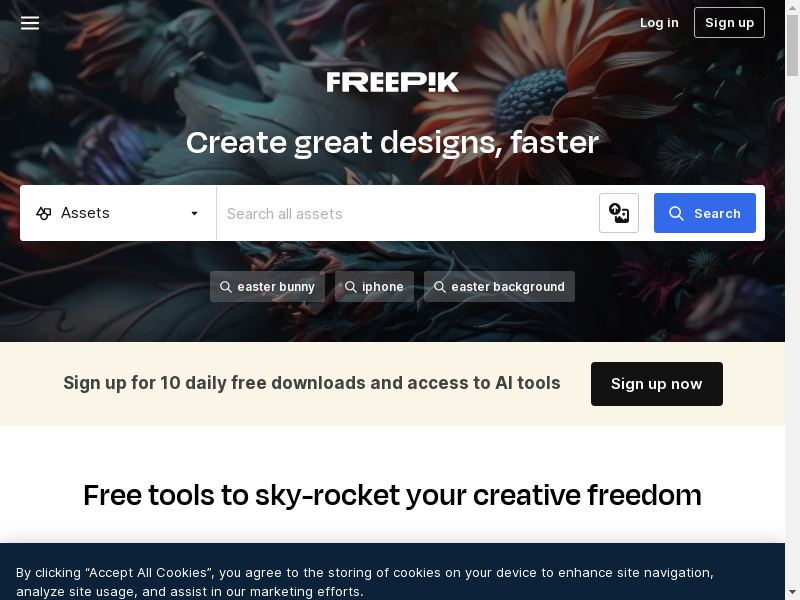 Log in
Sign up
FREEPIK
Create great designs, faster
Assets
Search all assets
Search
easter bunny
iphone
easter background
Sign up for 10 daily free downloads and access to AI tools
Sign up now
Free tools to sky-rocket your creative freedom
By clicking “Accept All Cookies”, you agree to the storing of cookies on your device to enhance site navigation,
analyze site usage, and assist in our marketing efforts.